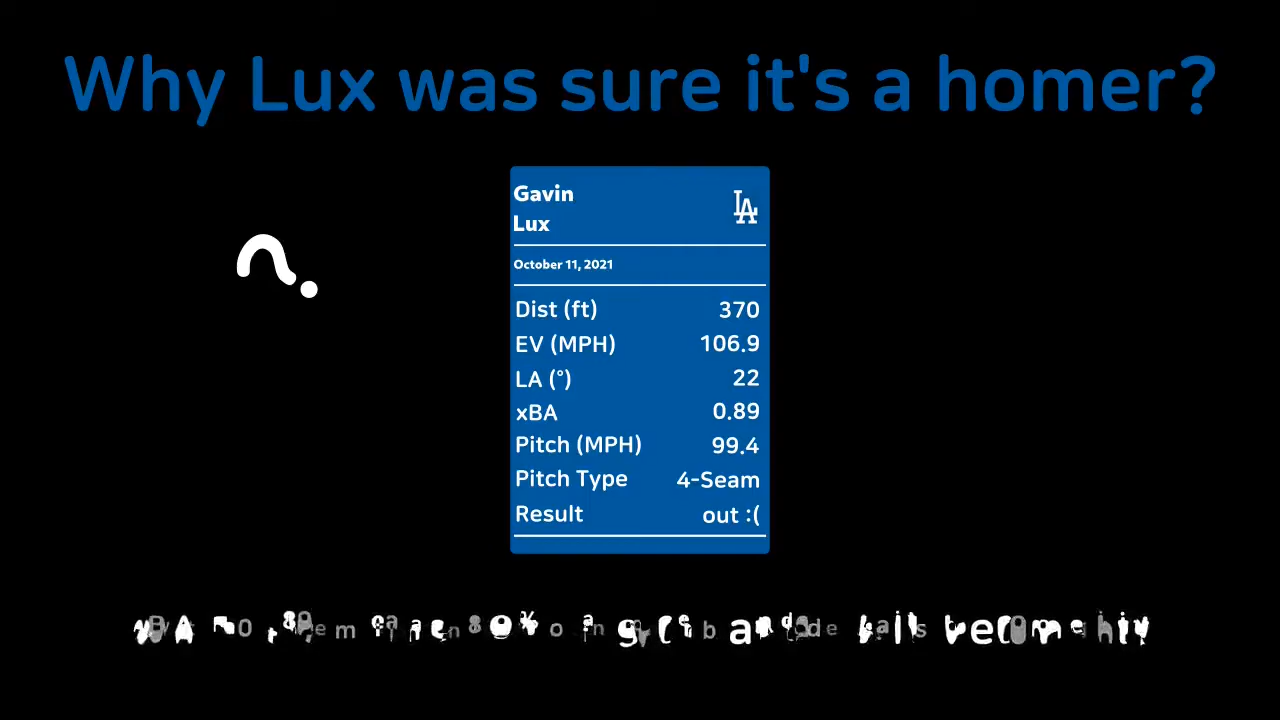 Why Lux was sure it's a homer?
Gavin
Lux
LA
October 11, 2021
Dist (ft) 370
EV (MPH) 106.9
LA (°) 22
xBA 0.89
Pitch (MPH) 99.4
Pitch Type 4-Seam
Result out :(